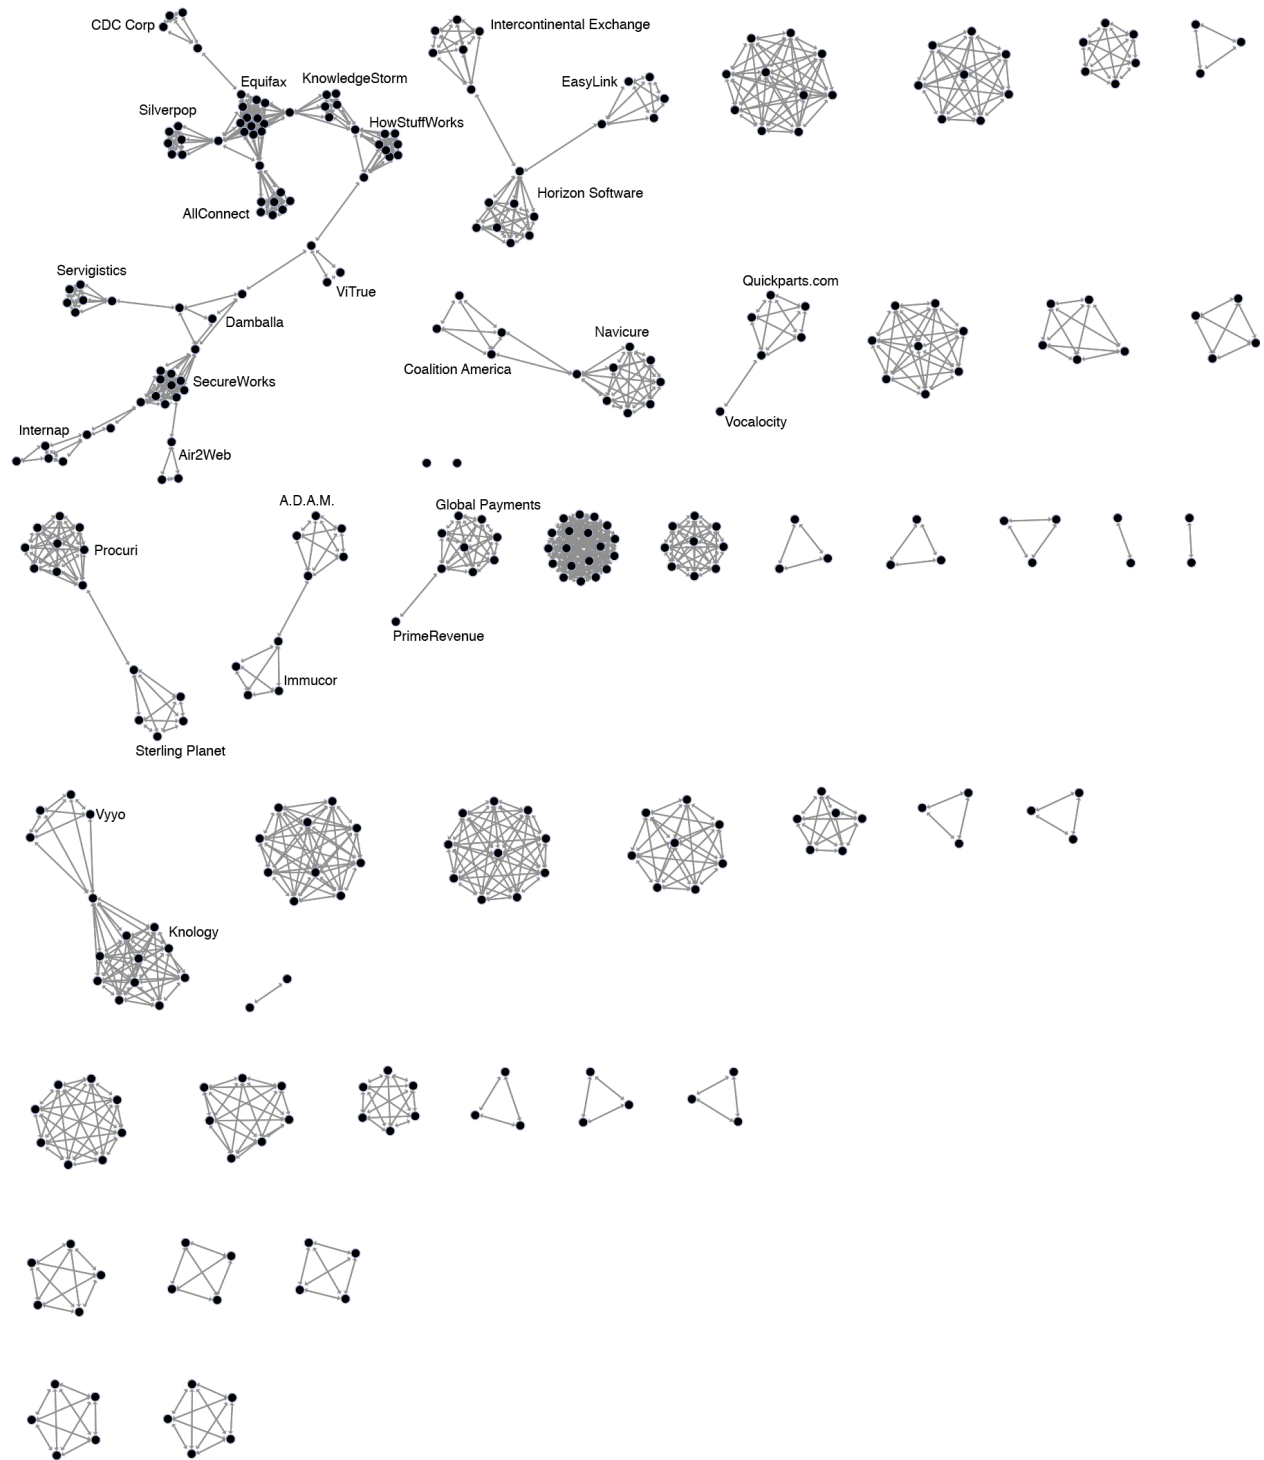 CDC Corp
Intercontinental Exchange
Equifax
KnowledgeStorm
EasyLink
Silverpop
HowStuffWorks
AllConnect
Horizon Software
Servigistics
ViTrue
Damballa
Quickparts.com
Navicure
Coalition America
SecureWorks
Vocalocity
Internap
Air2Web
A.D.A.M.
Global Payments
Procuri
PrimeRevenue
Immucor
Sterling Planet
Vyyo
Knology